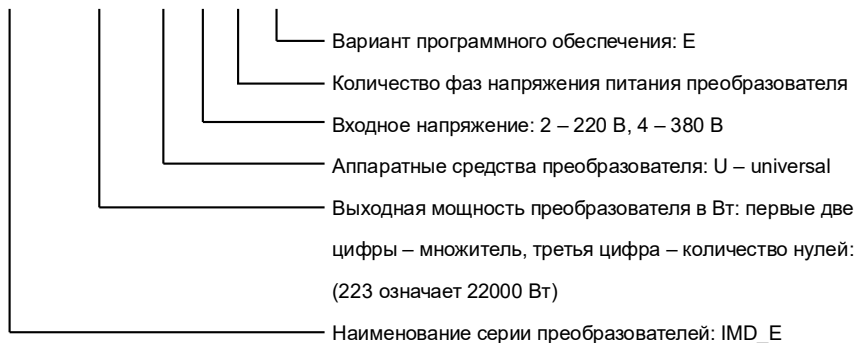 Вариант программного обеспечения: E
Количество фаз напряжения питания преобразователя
Входное напряжение: 2 – 220 В, 4 – 380 В
Аппаратные средства преобразователя: U – universal
Выходная мощность преобразователя в Вт: первые две
цифры – множитель, третья цифра – количество нулей:
(223 означает 22000 Вт)
Наименование серии преобразователей: IMD_E